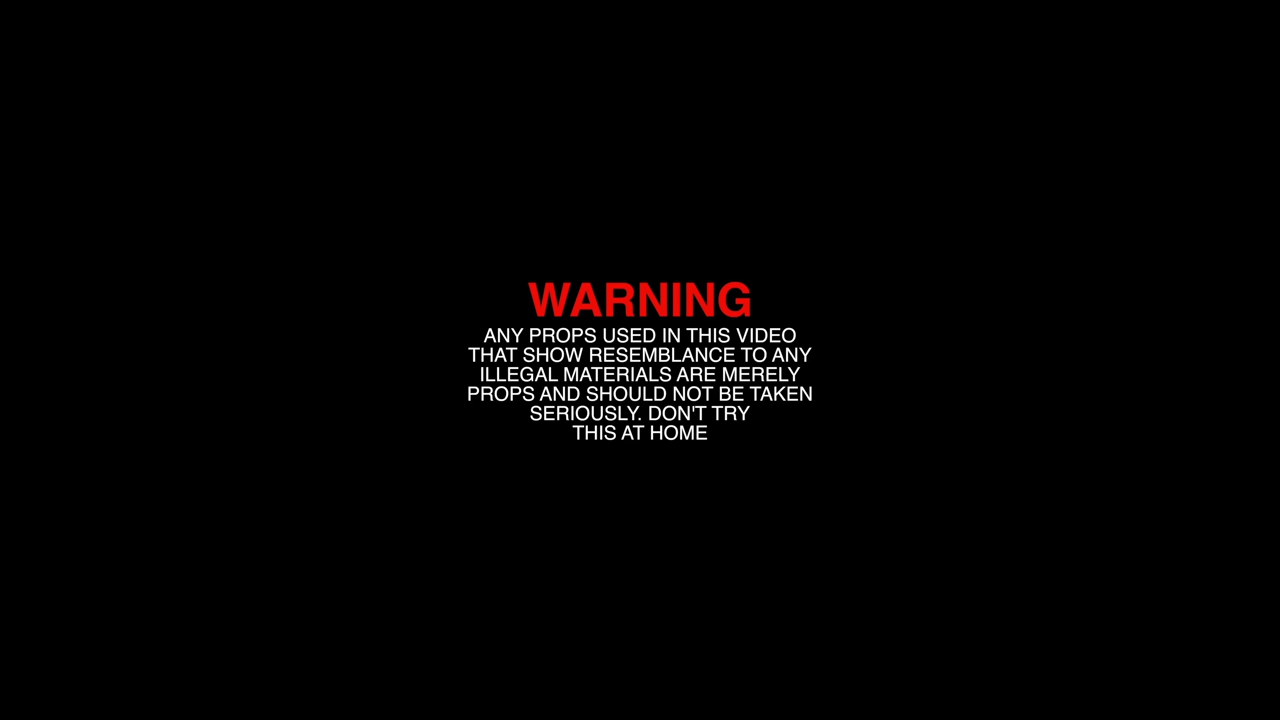 WARNING
ANY PROPS USED IN THIS VIDEO
THAT SHOW RESEMBLANCE TO ANY
ILLEGAL MATERIALS ARE MERELY
PROPS AND SHOULD NOT BE TAKEN
SERIOUSLY. DON'T TRY
THIS AT HOME